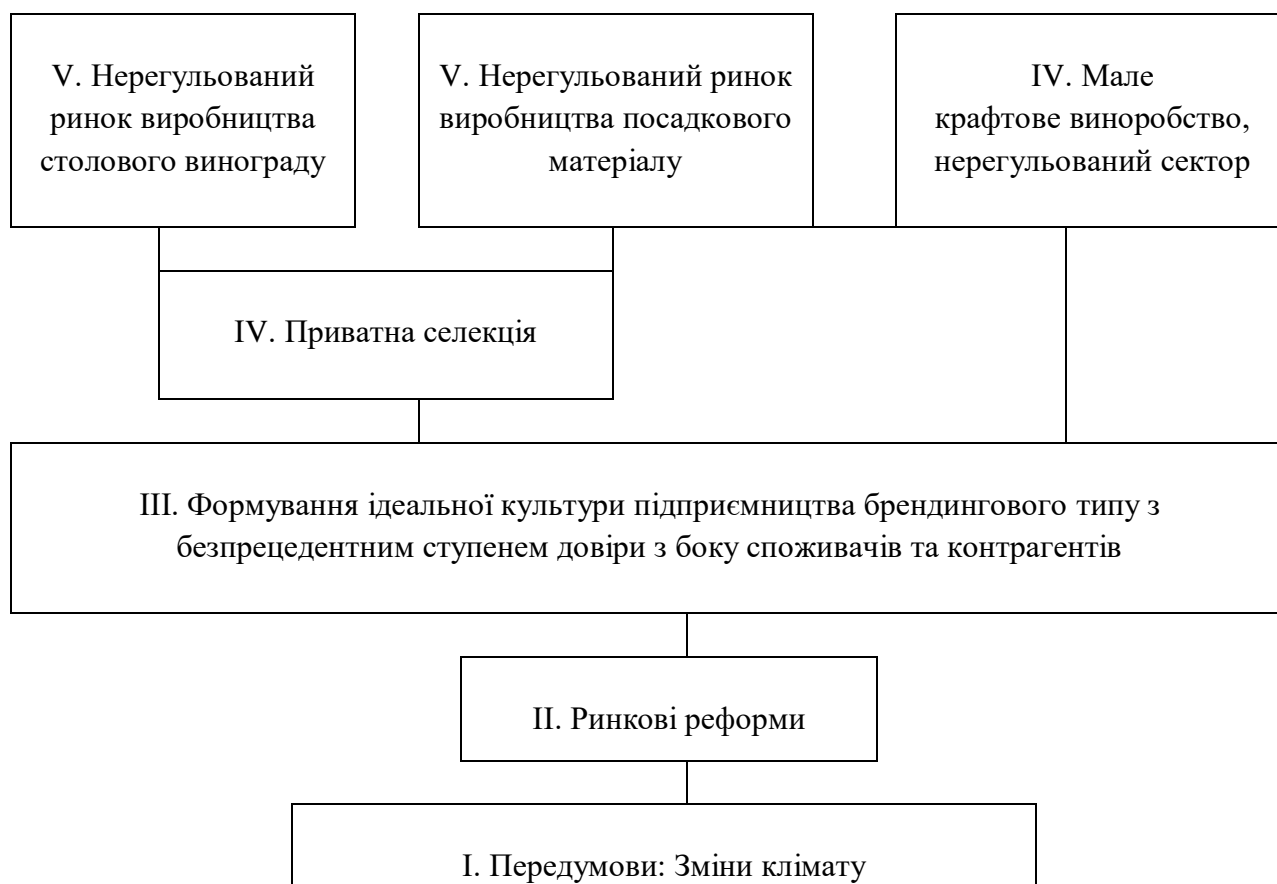 V. Нерегульований
ринок виробництва
столового винограду
V. Нерегульований ринок
виробництва посадкового
матеріалу
IV. Мале
крафтове виноробство,
нерегульований сектор
IV. Приватна селекція
III. Формування ідеальної культури підприємництва брендингового типу з
безпрецедентним ступенем довіри з боку споживачів та контрагентів
II. Ринкові реформи
I. Передумови: Зміни клімату